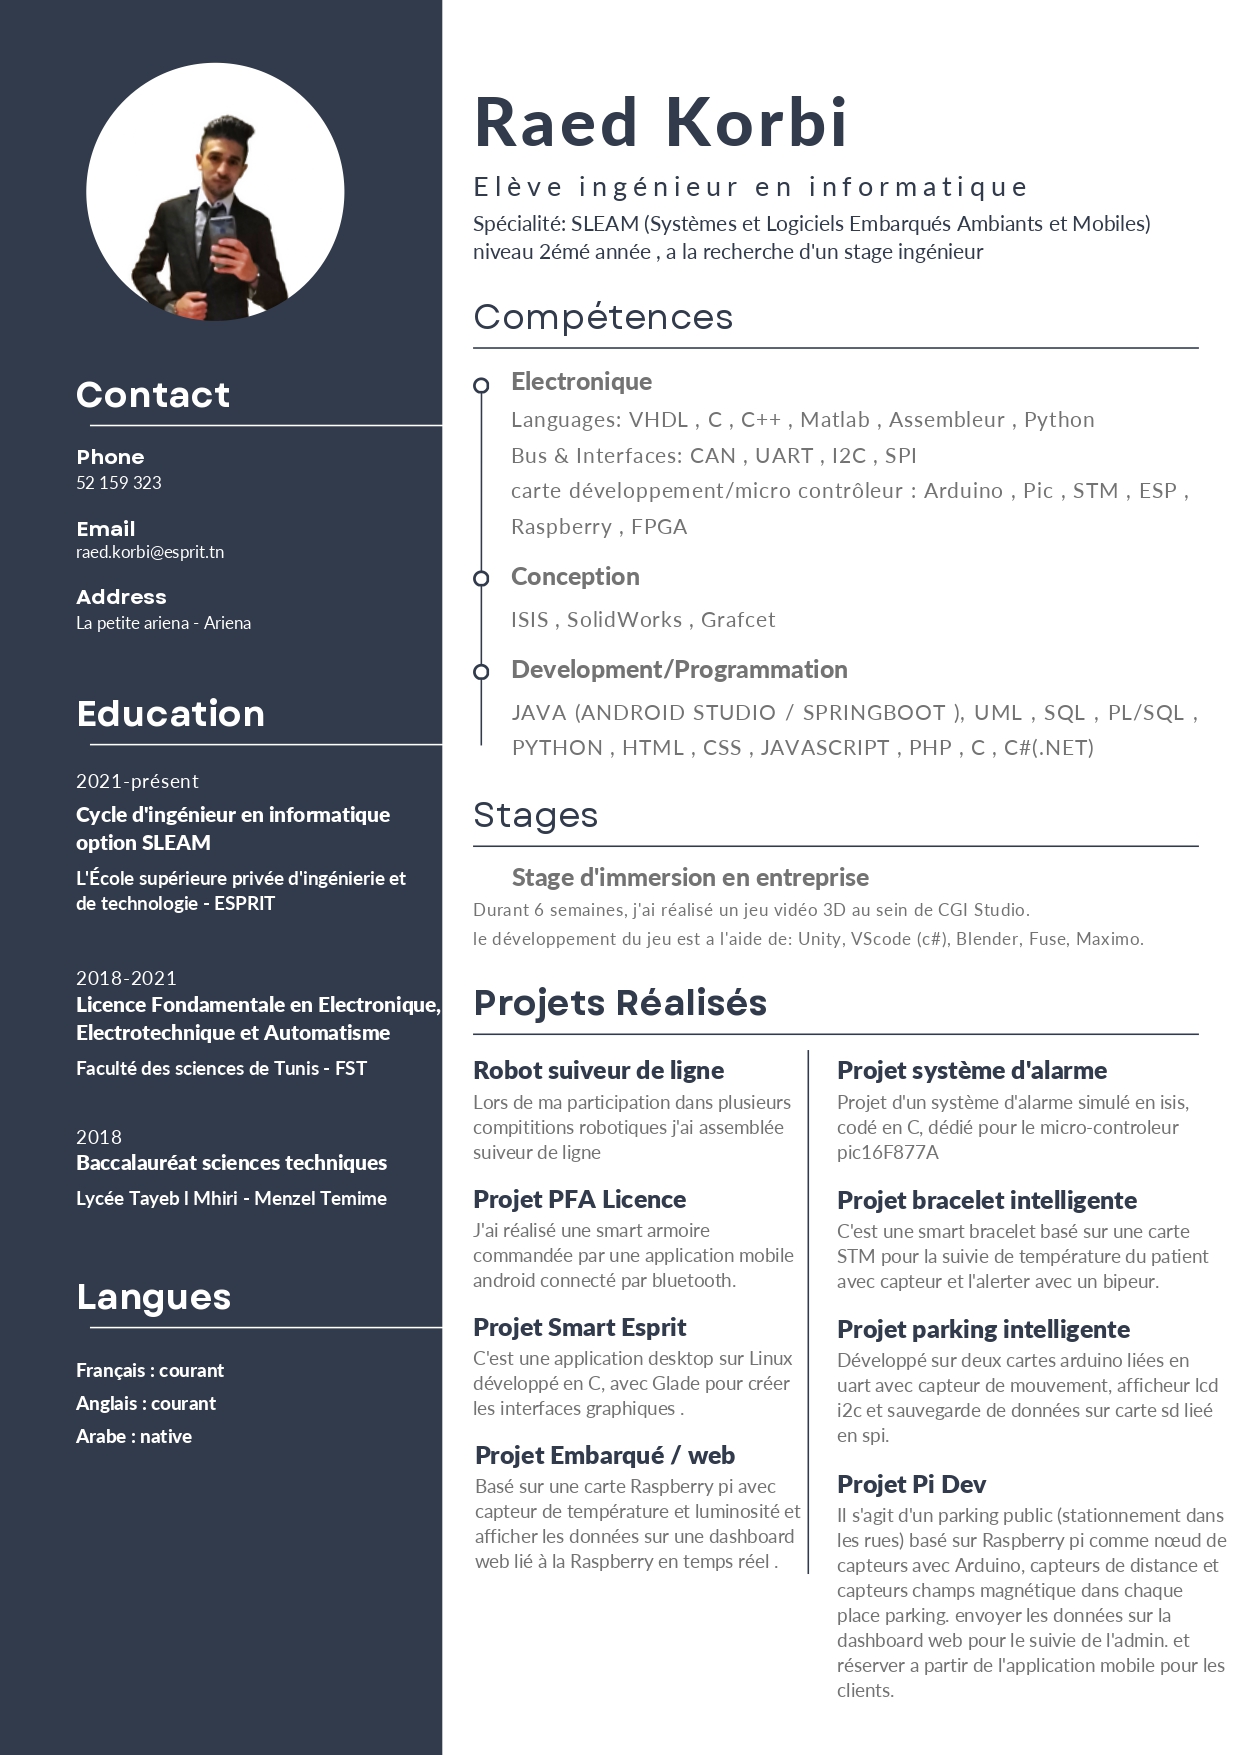 Contact
Phone
52 159 323
Email
raed.korbi@esprit.tn
Address
La petite ariena - Ariena
Education
2021-présent
Cycle d'ingénieur en informatique
option SLEAM
L'École supérieure privée d'ingénierie et
de technologie - ESPRIT
2018-2021
Licence Fondamentale en Electronique,
Electrotechnique et Automatisme
Faculté des sciences de Tunis - FST
2018
Baccalauréat sciences techniques
Lycée Tayeb l Mhiri - Menzel Temime
Langues
Français : courant
Anglais : courant
Arabe : native
Raed Korbi
Elève ingénieur en informatique
Spécialité: SLEAM (Systèmes et Logiciels Embarqués Ambiants et Mobiles)
niveau 2émé année , a la recherche d'un stage ingénieur
Compétences
Electronique
Languages: VHDL , C , C++ , Matlab , Assembleur , Python
Bus & Interfaces: CAN , UART , I2C , SPI
carte développement/micro contrôleur : Arduino , Pic , STM , ESP ,
Raspberry , FPGA
Conception
ISIS , SolidWorks , Grafcet
Development/Programmation
JAVA (ANDROID STUDIO / SPRINGBOOT ), UML , SQL , PL/SQL ,
PYTHON , HTML , CSS , JAVASCRIPT , PHP , C , C#(.NET)
Stages
Stage d'immersion en entreprise
Durant 6 semaines, j'ai réalisé un jeu vidéo 3D au sein de CGI Studio.
le développement du jeu est a l'aide de: Unity, VScode (c#), Blender, Fuse, Maximo.
Projets Réalisés
Robot suiveur de ligne
Lors de ma participation dans plusieurs
compititions robotiques j'ai assemblée
suiveur de ligne
Projet PFA Licence
J'ai réalisé une smart armoire
commandée par une application mobile
android connecté par bluetooth.
Projet Smart Esprit
C'est une application desktop sur Linux
développé en C, avec Glade pour créer
les interfaces graphiques .
Projet Embarqué / web
Basé sur une carte Raspberry pi avec
capteur de température et luminosité et
afficher les données sur une dashboard
web lié à la Raspberry en temps réel .
Projet système d'alarme
Projet d'un système d'alarme simulé en isis,
codé en C, dédié pour le micro-controleur
pic16F877A
Projet bracelet intelligente
C'est une smart bracelet basé sur une carte
STM pour la suivie de température du patient
avec capteur et l'alerter avec un bipeur.
Projet parking intelligente
Développé sur deux cartes arduino liées en
uart avec capteur de mouvement, afficheur lcd
i2c et sauvegarde de données sur carte sd lieé
en spi.
Projet Pi Dev
Il s'agit d'un parking public (stationnement dans
les rues) basé sur Raspberry pi comme nœud de
capteurs avec Arduino, capteurs de distance et
capteurs champs magnétique dans chaque
place parking. envoyer les données sur la
dashboard web pour le suivie de l'admin. et
réserver a partir de l'application mobile pour les
clients.